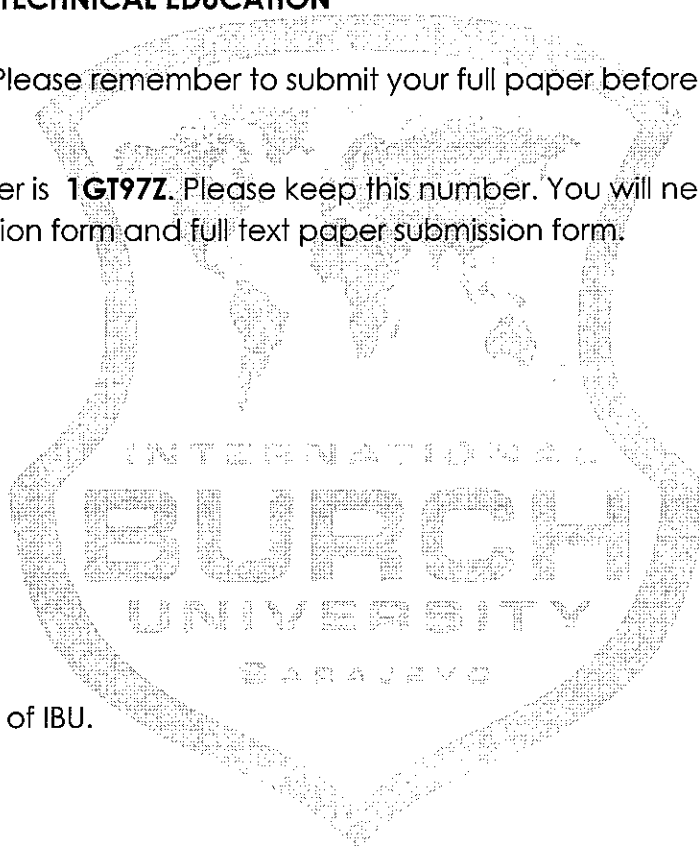 TECHNICAL EDUCATION
Please remember to submit your full paper before
er is 1GT97Z. Please keep this number. You will ne
ion form and full text paper submission form.
INTERNATIONAL
BURCH
UNIVERSITY
SARAJEVO
of IBU.